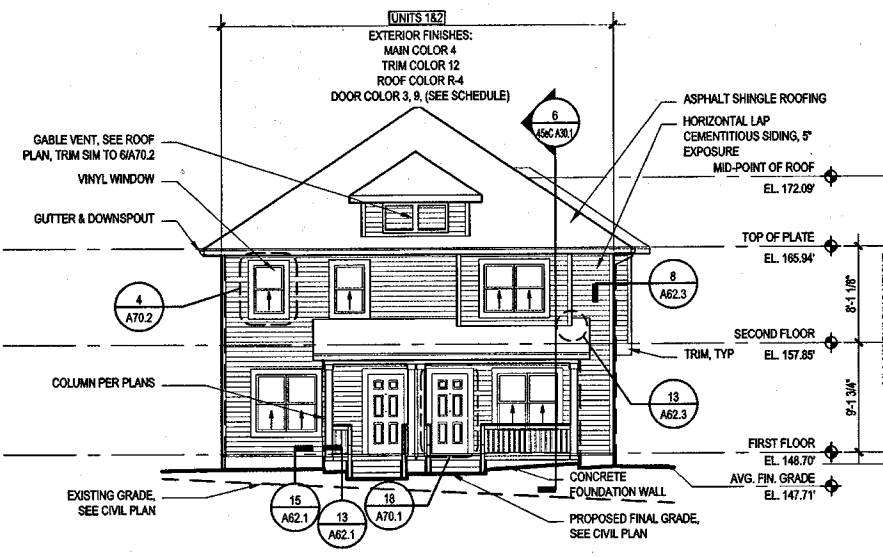 UNITS 1&2
EXTERIOR FINISHES:
MAIN COLOR 4
TRIM COLOR 12
ROOF COLOR R-4
DOOR COLOR 3, 9, (SEE SCHEDULE)
6
45eC A30.1
ASPHALT SHINGLE ROOFING
HORIZONTAL LAP
CEMENTITIOUS SIDING, 5"
EXPOSURE
GABLE VENT, SEE ROOF
PLAN, TRIM SIM TO 6/A70.2
VINYL WINDOW
GUTTER & DOWNSPOUT
MID-POINT OF ROOF
EL. 172.09'
TOP OF PLATE
EL. 165.94'
4
A70.2
8
A62.3
8'-1 1/8"
SECOND FLOOR
EL. 157.85'
TRIM, TYP
COLUMN PER PLANS
13
A62.3
9'-1 3/4"
FIRST FLOOR
EL. 148.70'
AVG. FIN. GRADE
EL. 147.71'
CONCRETE
FOUNDATION WALL
EXISTING GRADE,
SEE CIVIL PLAN
15
A62.1
13
A62.1
18
A70.1
PROPOSED FINAL GRADE,
SEE CIVIL PLAN